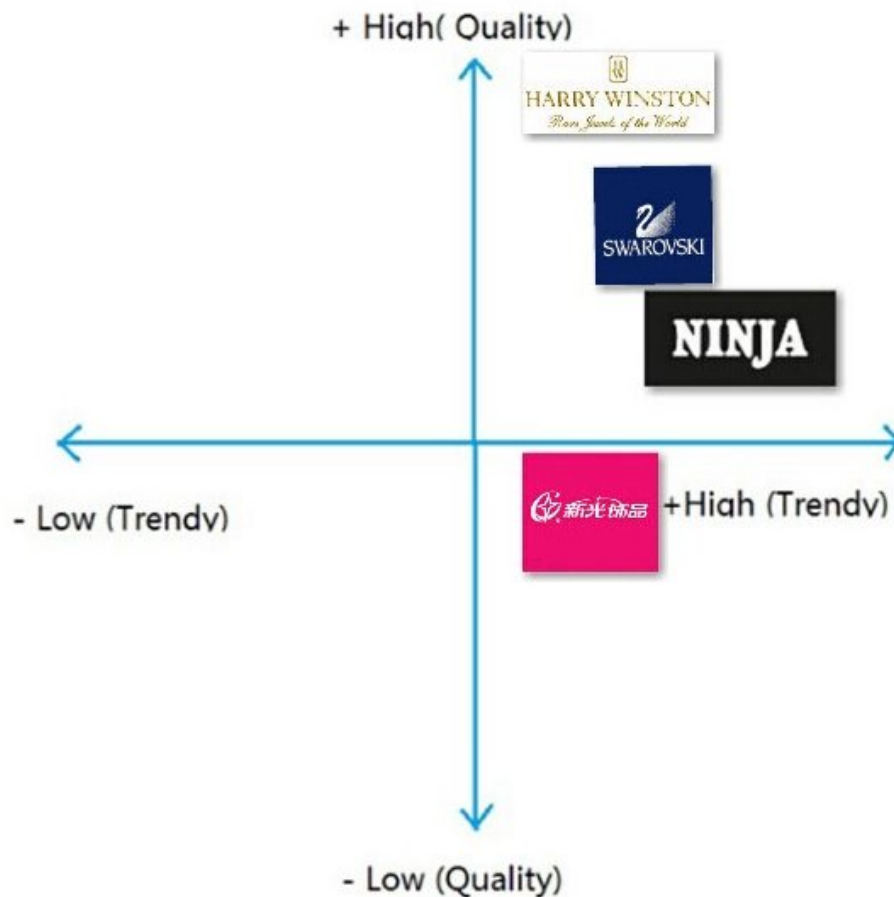 + High( Quality)
HW
HARRY WINSTON
Rare Jewels of the World
SWAROVSKI
NINJA
- Low (Trendy)
新光饰品
+High (Trendy)
- Low (Quality)